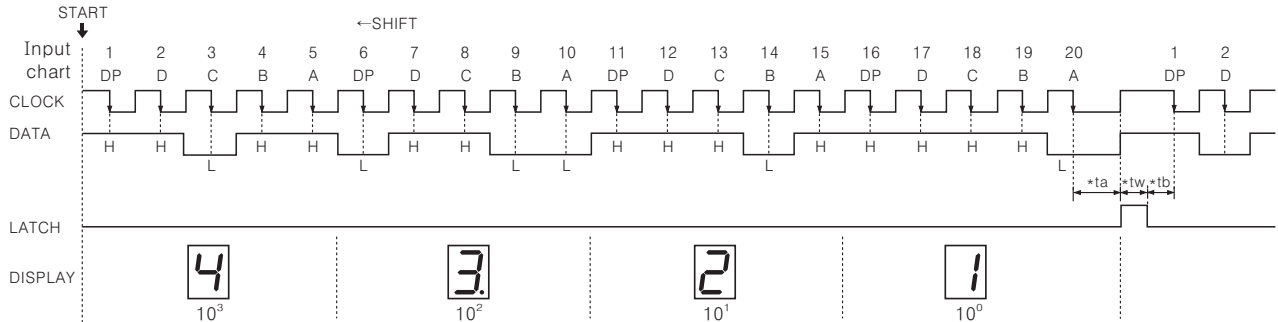 START
←SHIFT
Input chart
1 2 3 4 5 6 7 8 9 10 11 12 13 14 15 16 17 18 19 20 1 2
DP D C B A DP D C B A DP D C B A DP D C B A DP D
CLOCK
DATA
H H L H H L H H L L H H H L H H H H H L
*ta *tw *tb
LATCH
DISPLAY
4 3. 2 1
10³ 10² 10¹ 10⁰